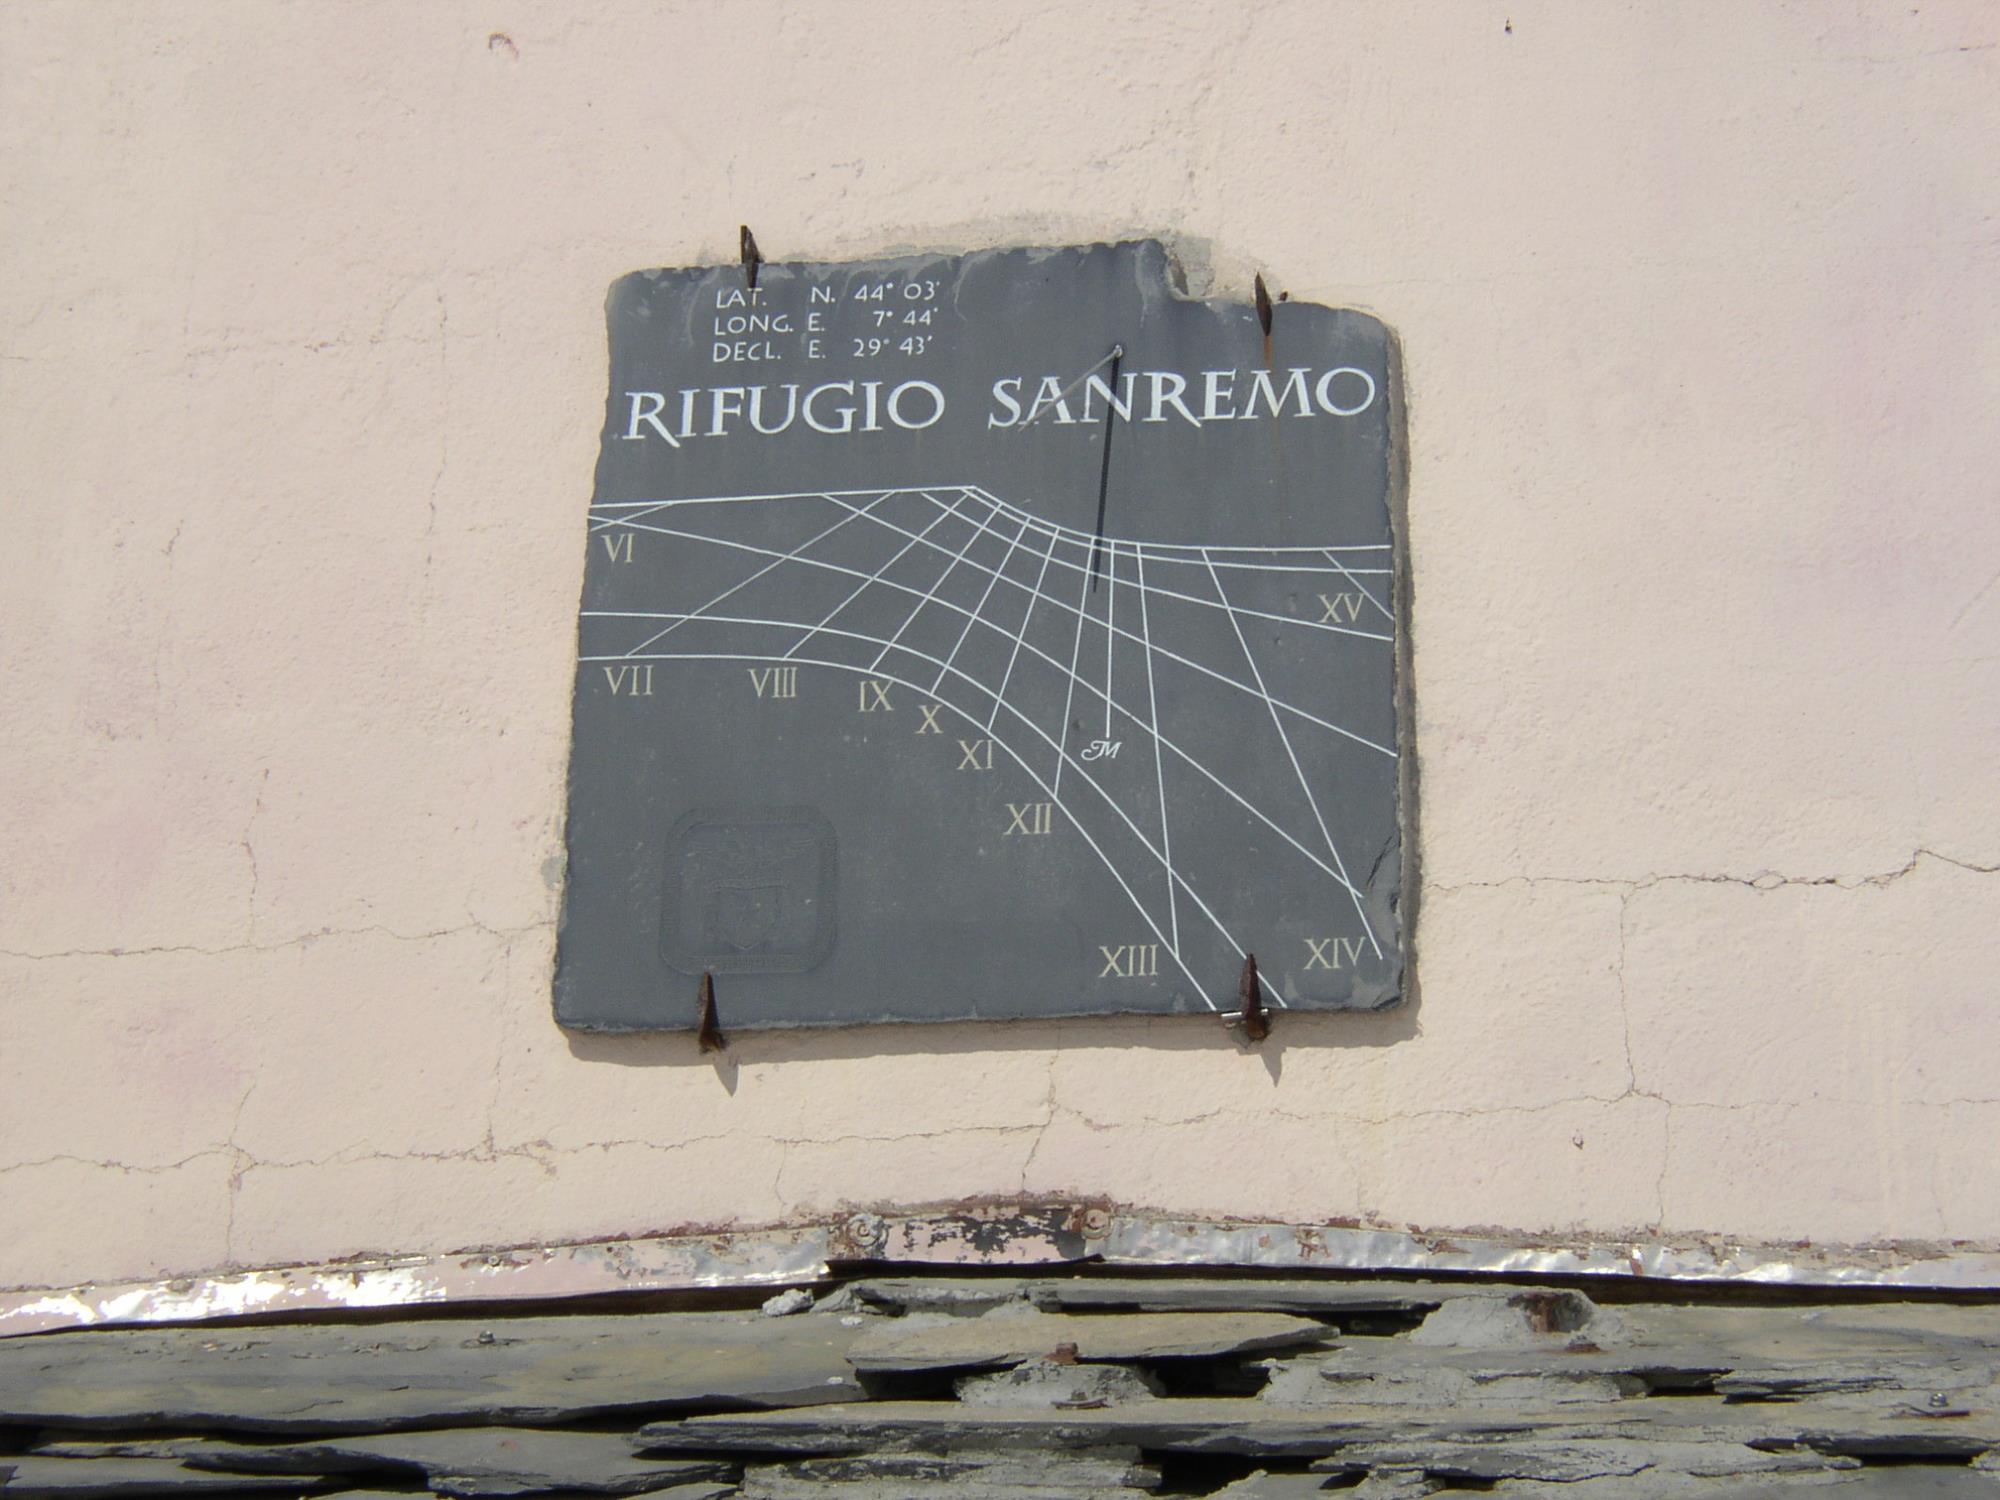 LAT. N. 44° 03'
LONG. E. 7° 44'
DECL. E. 29° 43'
RIFUGIO SANREMO
VI
XV
VII VIII IX X XI XII XIII XIV
M